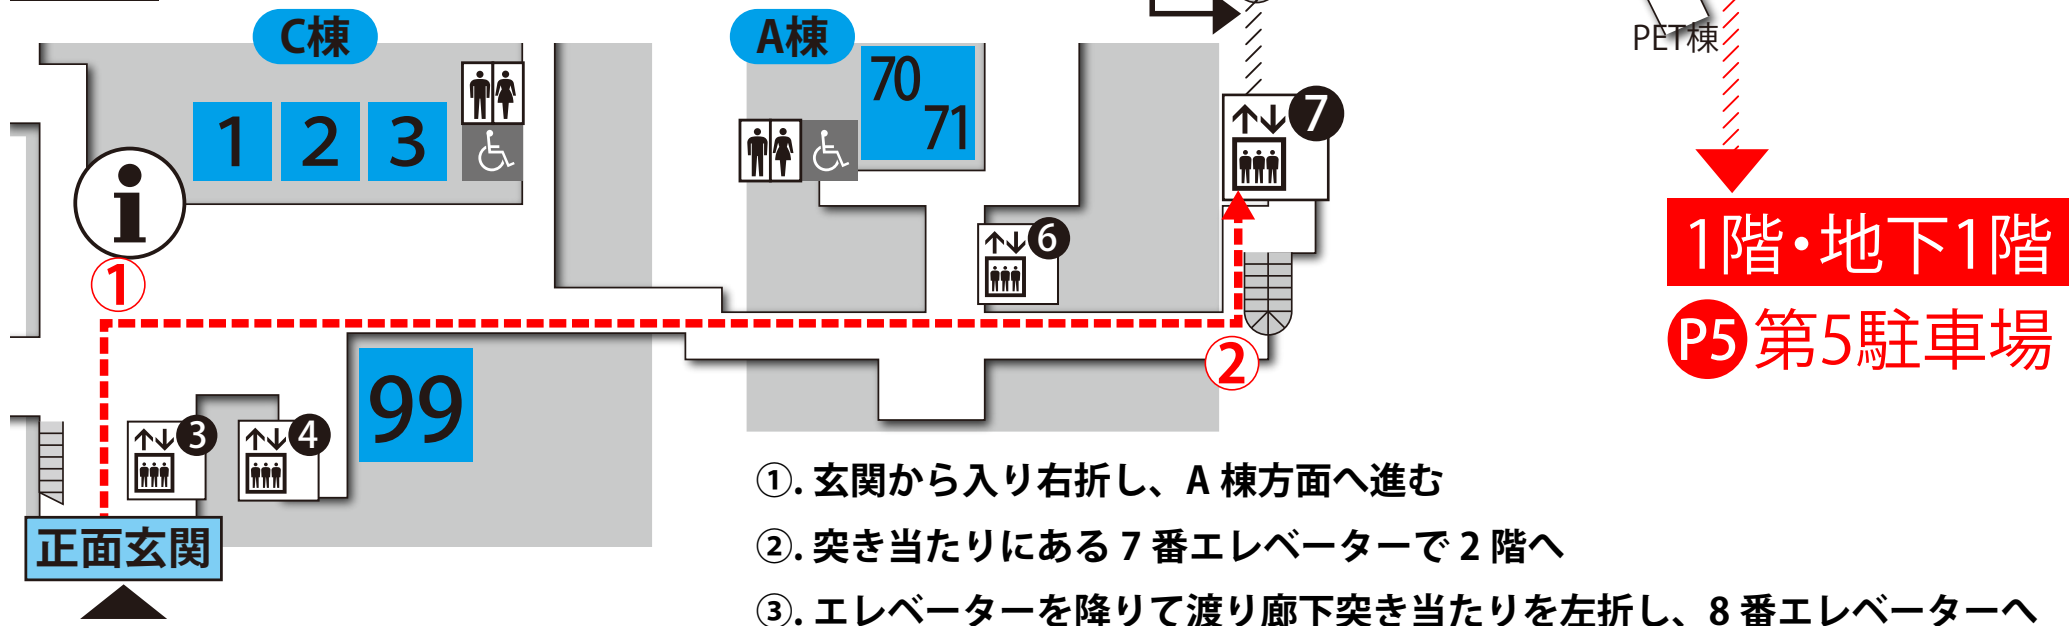 C棟
A棟
PET棟
1
2
3
70
71
7
i
①
6
②
99
3
4
正面玄関
1階・地下1階
P5 第5駐車場
①. 玄関から入り右折し、A 棟方面へ進む
②. 突き当たりにある 7 番エレベーターで 2 階へ
③. エレベーターを降りて渡り廊下突き当たりを左折し、8 番エレベーターへ